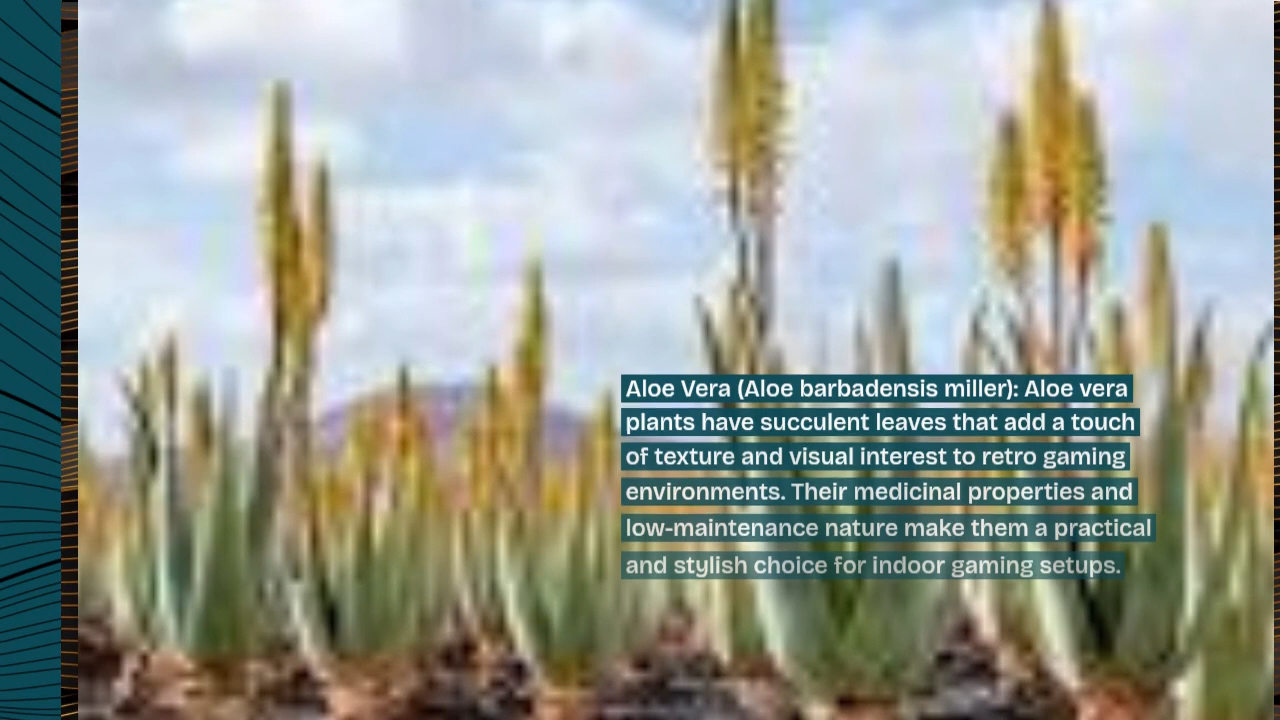 Aloe Vera (Aloe barbadensis miller): Aloe vera
plants have succulent leaves that add a touch
of texture and visual interest to retro gaming
environments. Their medicinal properties and
low-maintenance nature make them a practical
and stylish choice for indoor gaming setups.